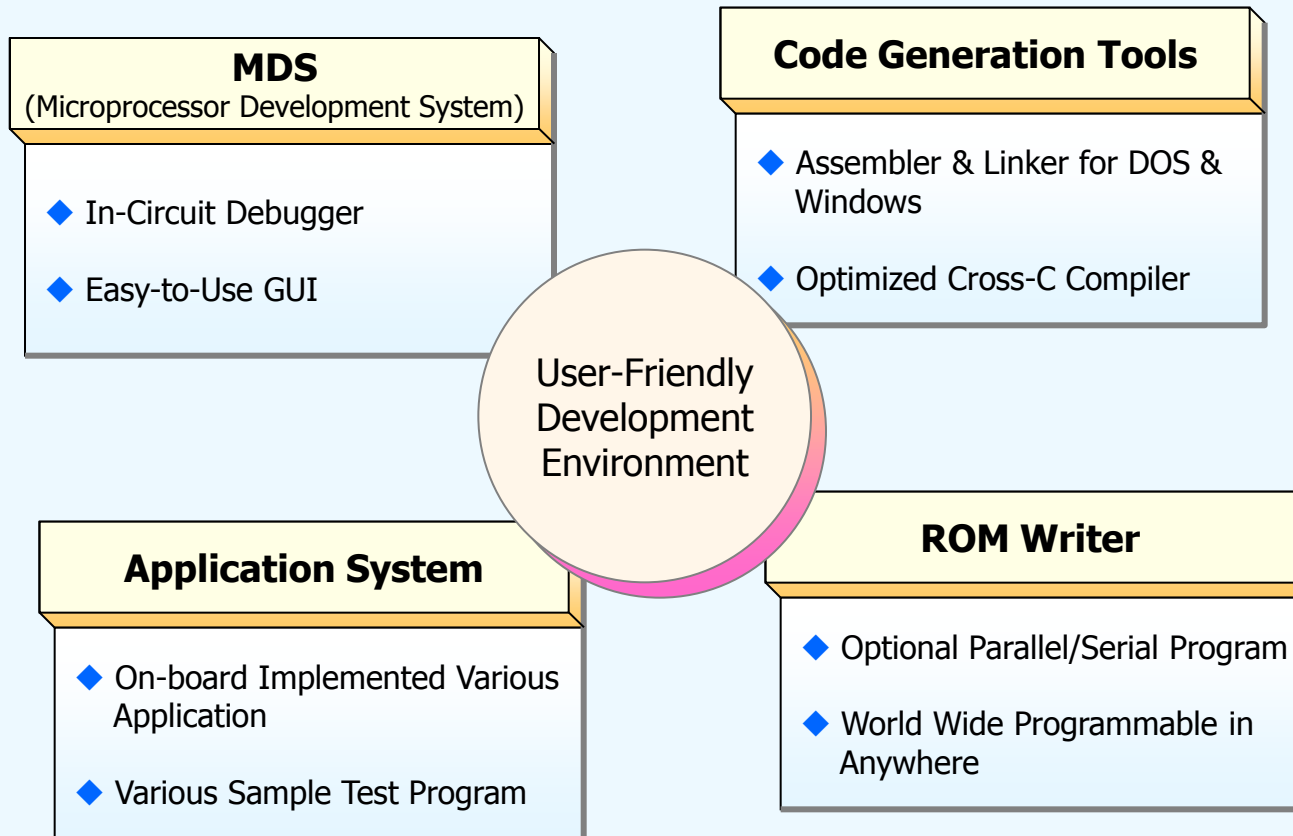 MDS
(Microprocessor Development System)
In-Circuit Debugger
Easy-to-Use GUI
Code Generation Tools
Assembler & Linker for DOS &
Windows
Optimized Cross-C Compiler
User-Friendly
Development
Environment
Application System
On-board Implemented Various
Application
Various Sample Test Program
ROM Writer
Optional Parallel/Serial Program
World Wide Programmable in
Anywhere